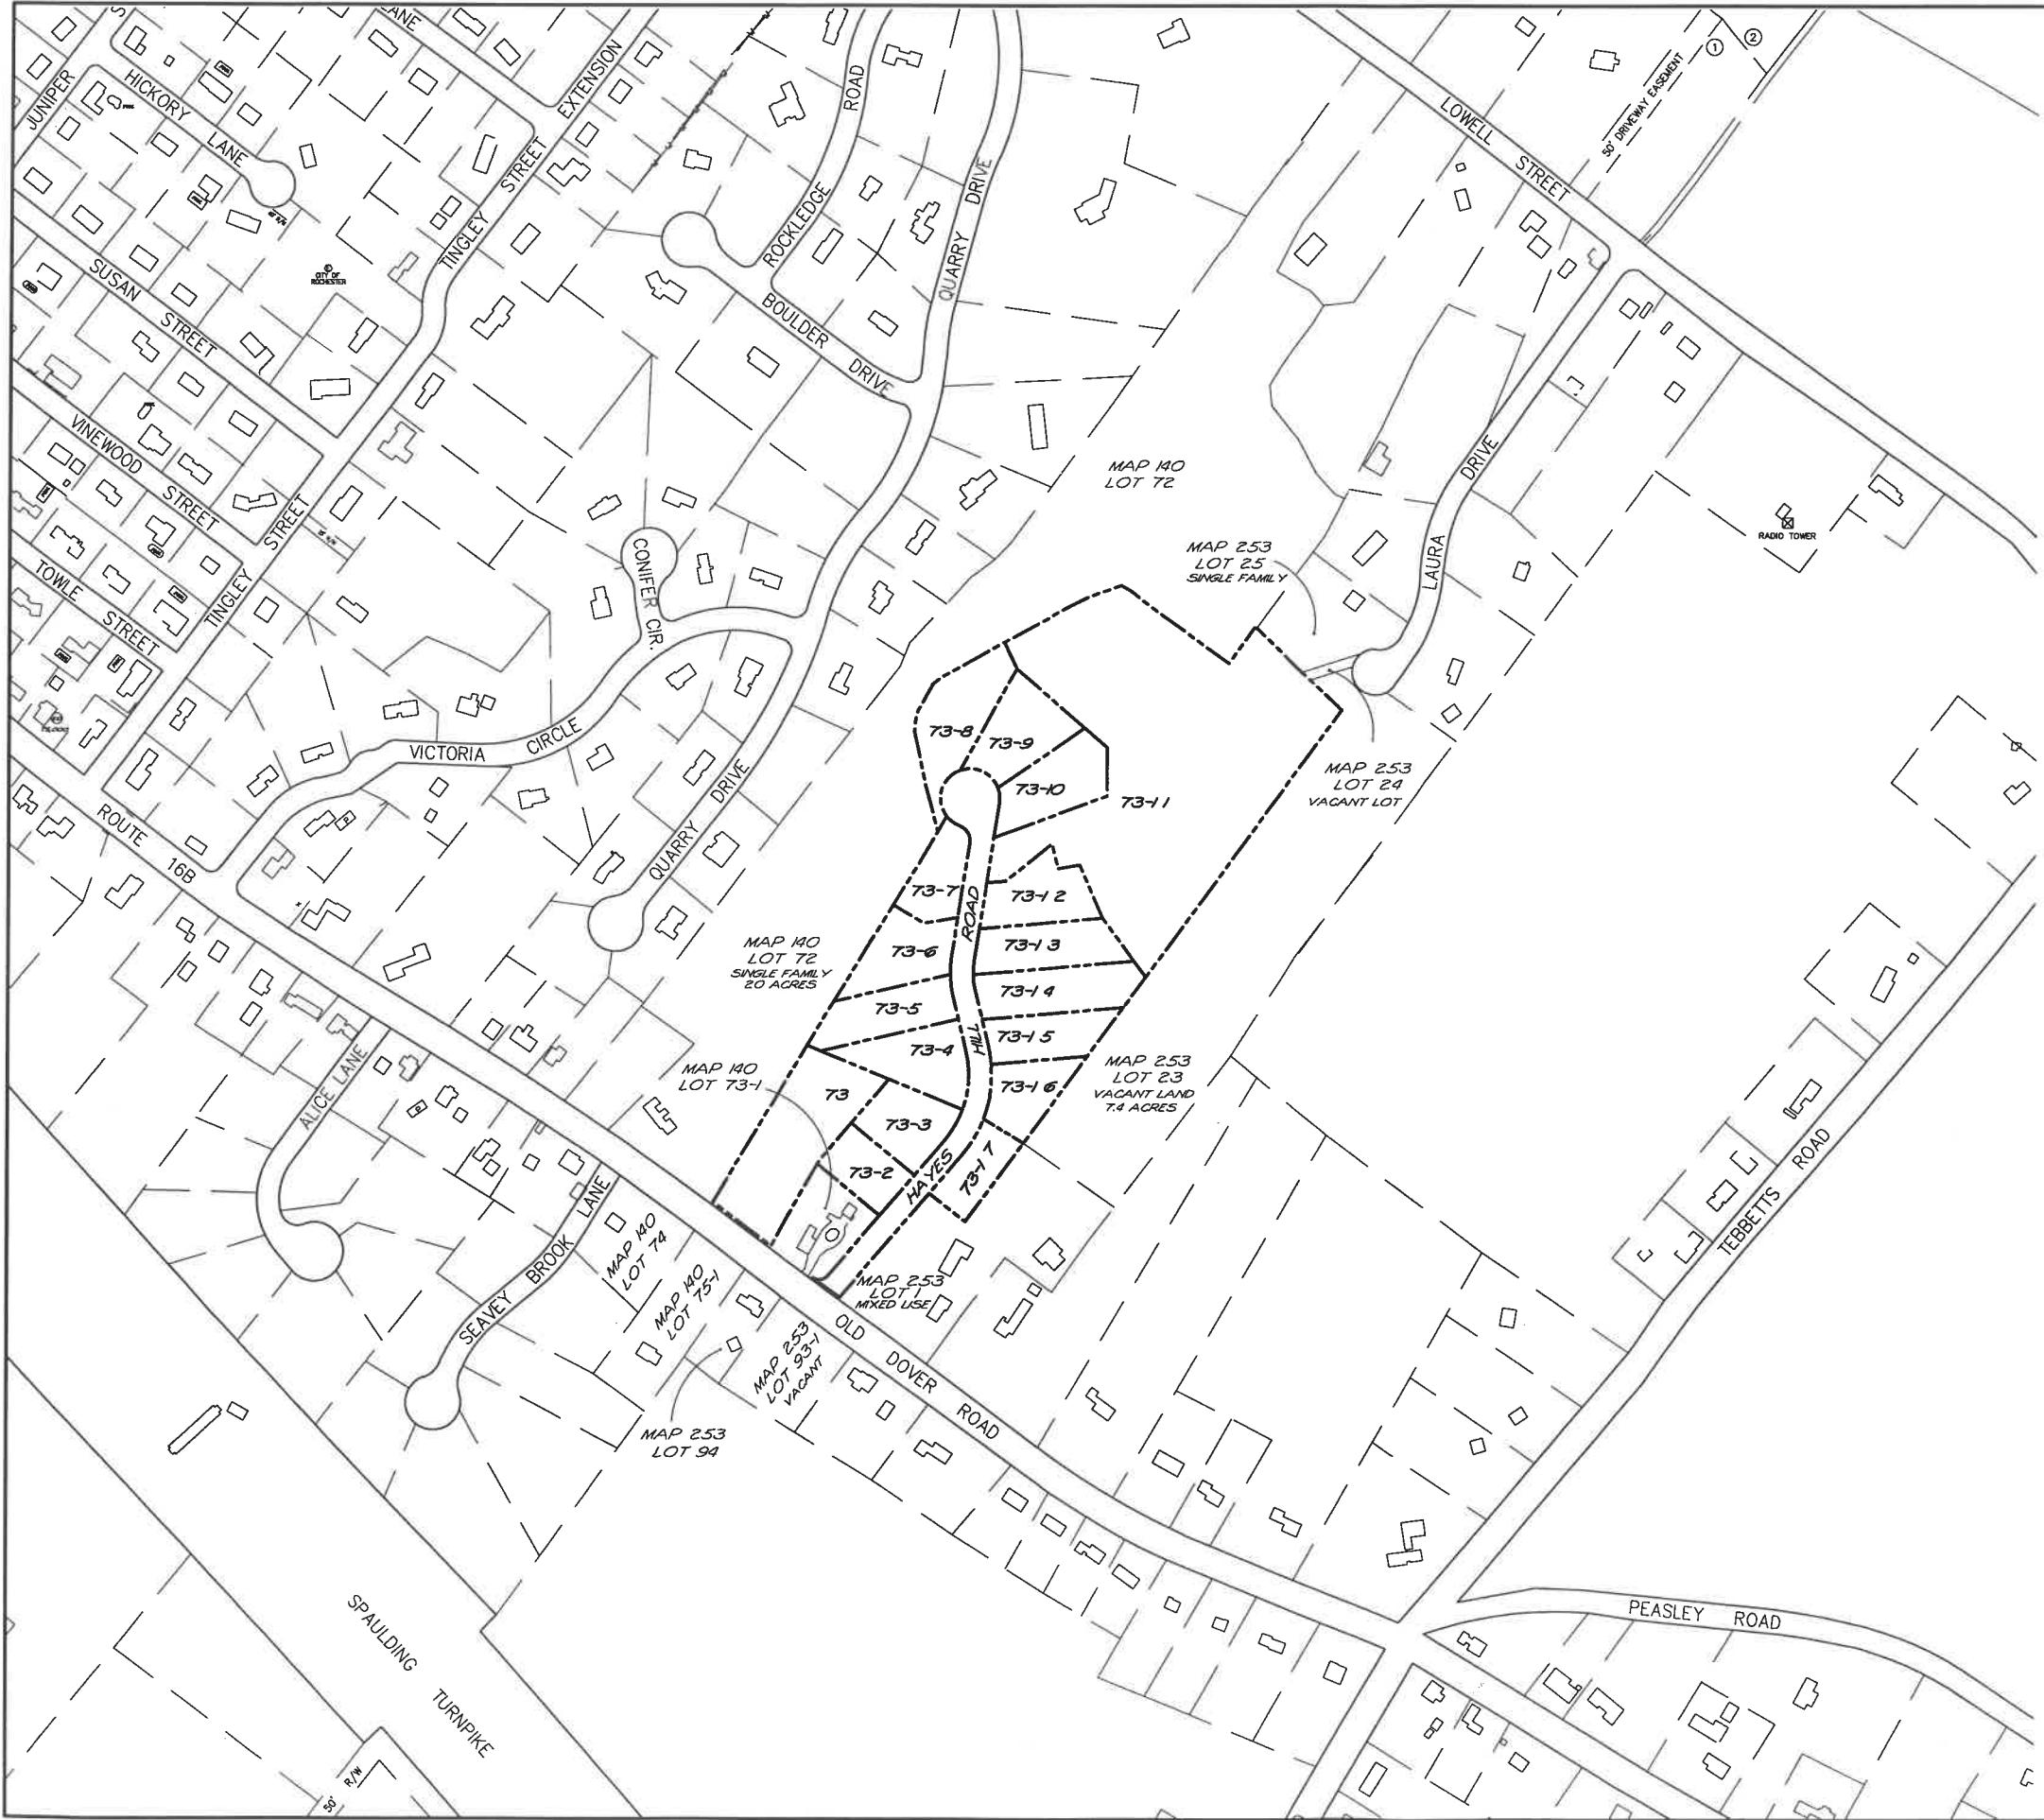 LANE
JUNIPER
HICKORY
LANE
EXTENSION
STREET
TINGLEY
ROAD
ROCKLEDGE
DRIVE
QUARRY
BOULDER
DRIVE
LOWELL
STREET
50' DRIVEWAY EASEMENT
1
2
CITY OF
ROCHESTER
SUSAN
STREET
VINEWOOD
STREET
STREET
TINGLEY
TOWLE
STREET
CONIFER CIR.
VICTORIA
CIRCLE
QUARRY
DRIVE
ROUTE
16B
LAURA
DRIVE
RADIO TOWER
MAP 140
LOT 72
MAP 253
LOT 25
SINGLE FAMILY
MAP 253
LOT 24
VACANT LOT
73-8
73-9
73-10
73-11
73-7
73-12
ROAD
73-6
73-13
73-14
73-5
HILL
73-15
73-4
73-16
73
73-3
73-2
HAYES
73-17
MAP 140
LOT 72
SINGLE FAMILY
20 ACRES
MAP 140
LOT 73-1
MAP 253
LOT 23
VACANT LAND
7.4 ACRES
ALICE LANE
SEAVEY
BROOK
LANE
MAP 140
LOT 74
MAP 140
LOT 75-1
MAP 253
LOT 1
MIXED USE
MAP 253
LOT 93-1
VACANT
MAP 253
LOT 94
OLD
DOVER
ROAD
TEBBETTS
ROAD
PEASLEY
ROAD
SPAULDING
TURNPIKE
50'
R/W